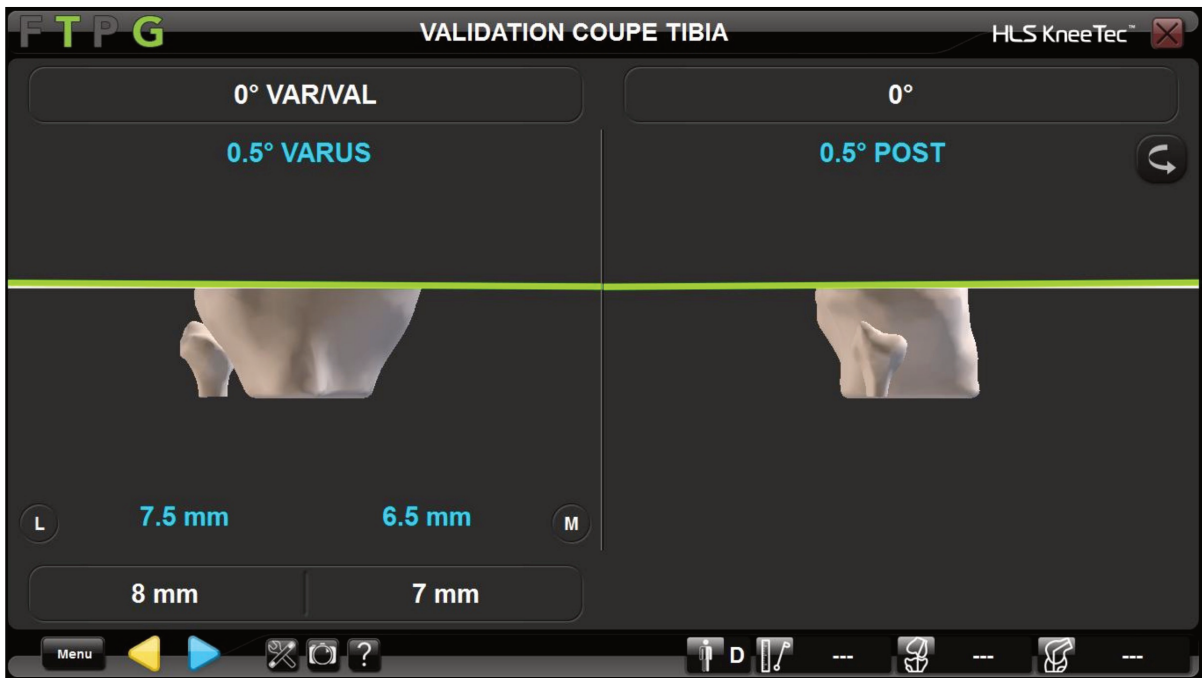 FTPG VALIDATION COUPE TIBIA HLS KneeTec™
0° VAR/VAL 0°
0.5° VARUS 0.5° POST
L 7.5 mm 6.5 mm M
8 mm 7 mm
Menu ? D --- --- ---